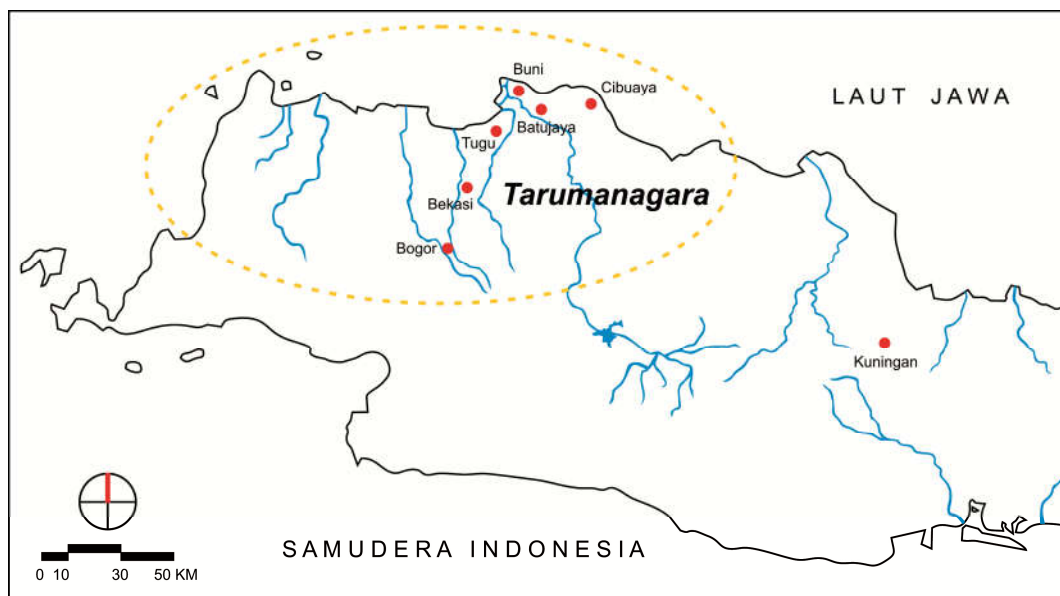 Buni
Cibuaya
LAUT JAWA
Batujaya
Tugu
Tarumanagara
Bekasi
Bogor
Kuningan
SAMUDERA INDONESIA
0 10 30 50 KM